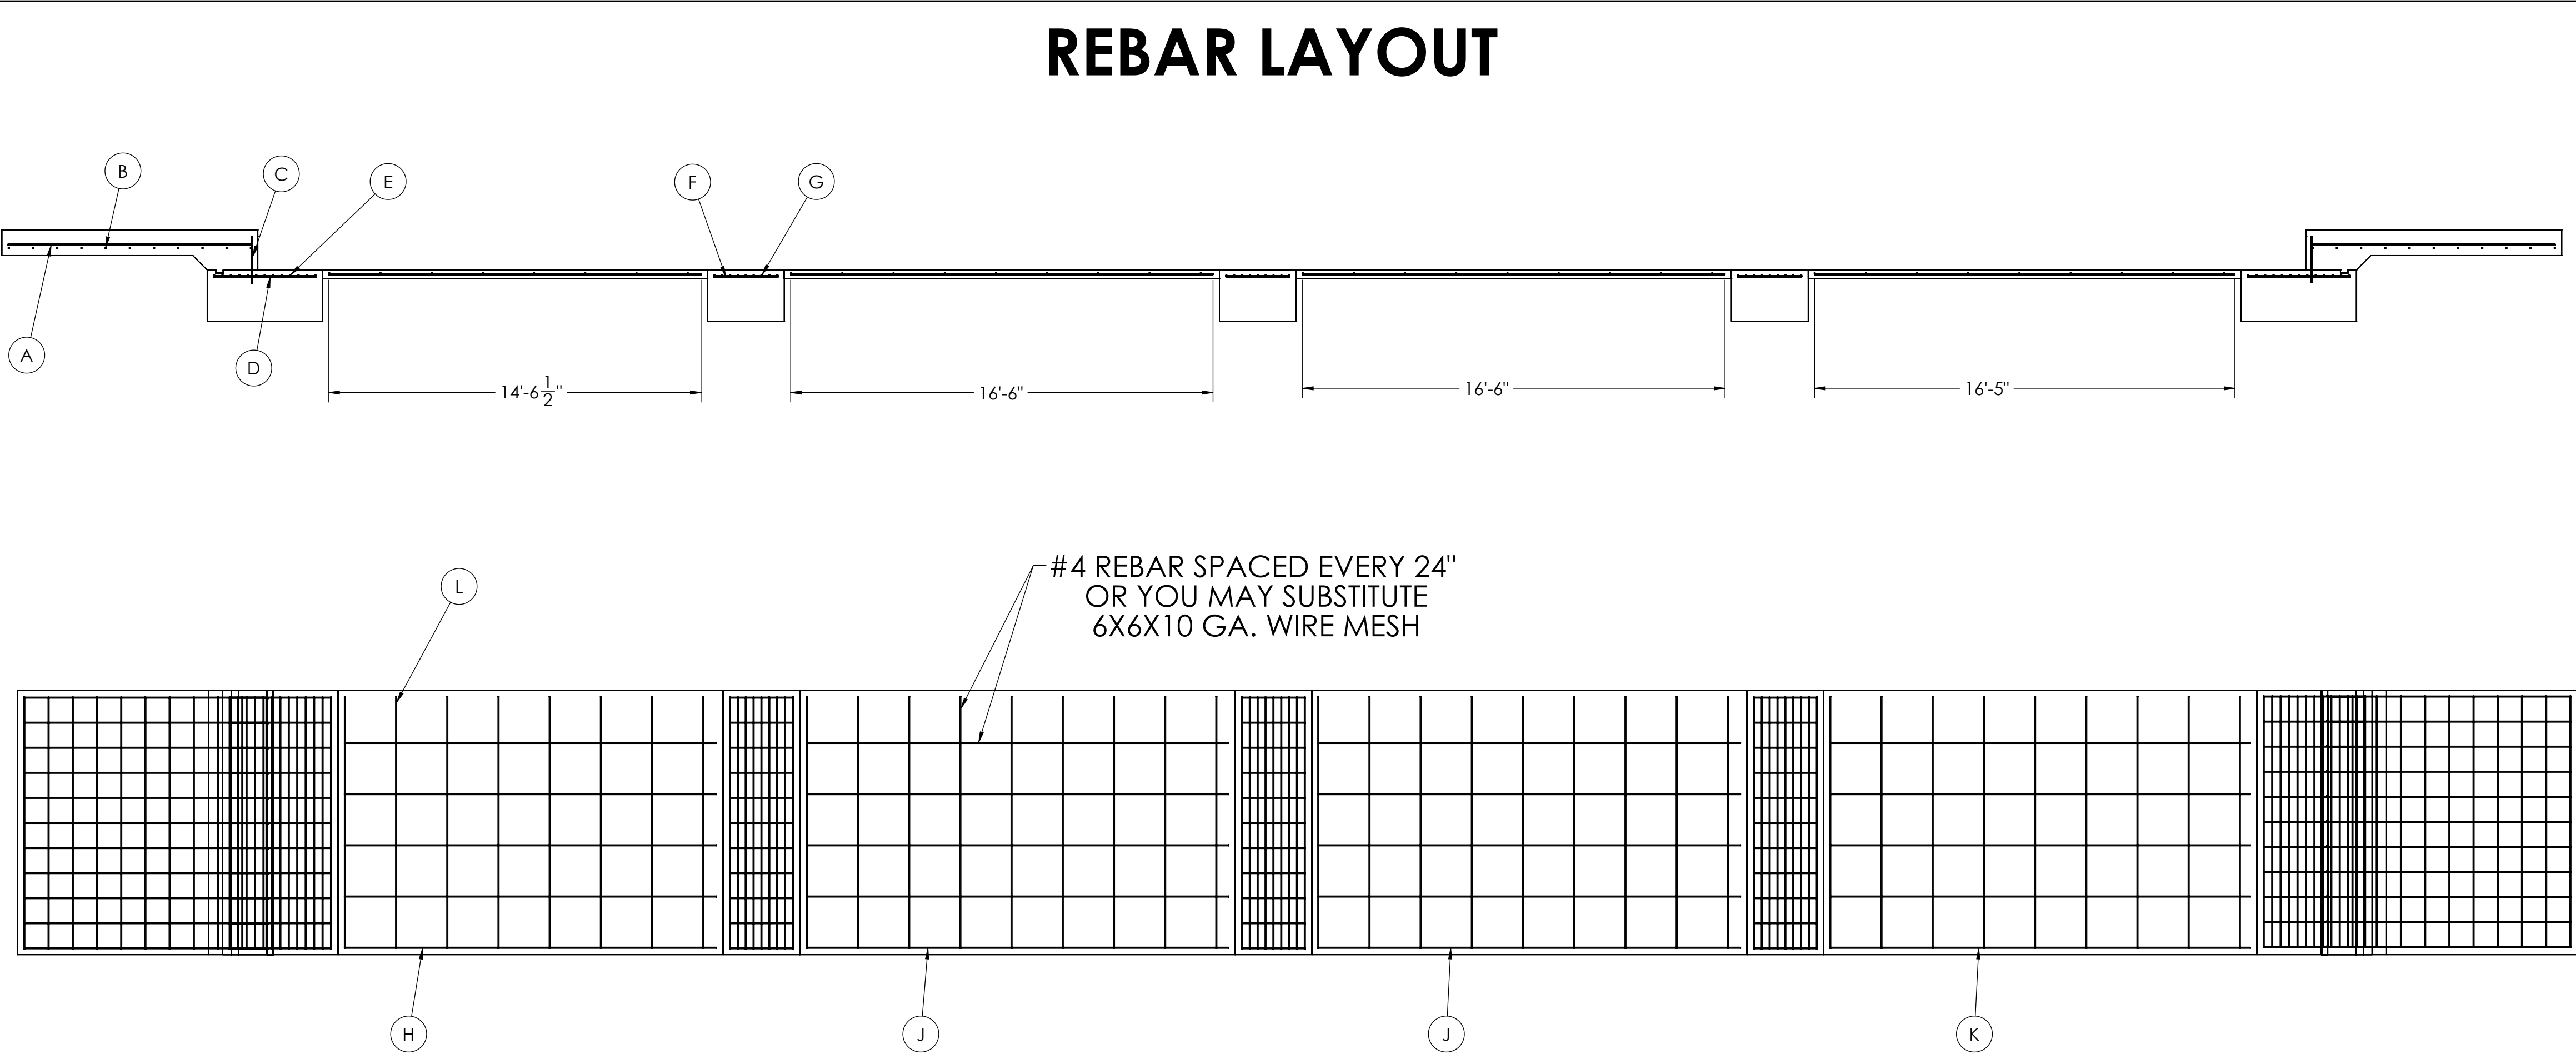 REBAR LAYOUT
B
C
E
F
G
A
D
14'-6 1/2"
16'-6"
16'-6"
16'-5"
#4 REBAR SPACED EVERY 24"
OR YOU MAY SUBSTITUTE
6X6X10 GA. WIRE MESH
L
H
J
J
K